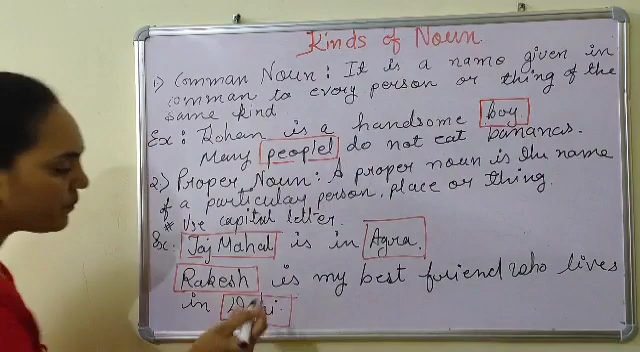 Kinds of Noun
1) Comman Noun: It is a name given in
comman to every person or thing of the
same kind
Ex: Rohan is a handsome boy.
Many people do not eat bananas.
2.) Proper Noun: A proper noun is the name
of a particular person, place or thing.
* Use capital letter.
Ex: Taj Mahal is in Agra.
Rakesh is my best friend who lives
in